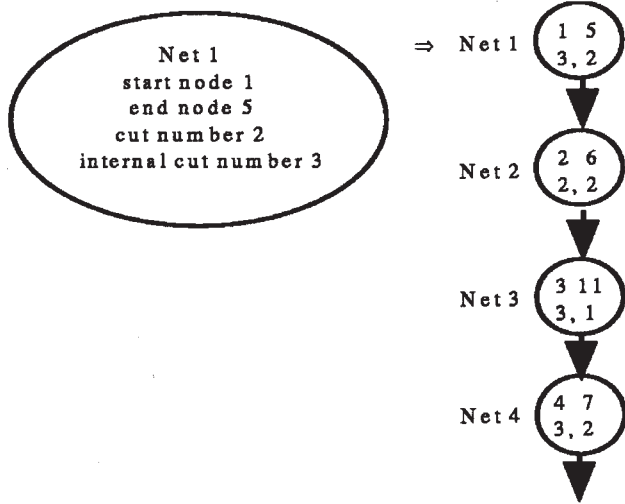 Net 1
start node 1
end node 5
cut number 2
internal cut number 3
⇒ Net 1
1 5
3, 2
Net 2
2 6
2, 2
Net 3
3 11
3, 1
Net 4
4 7
3, 2